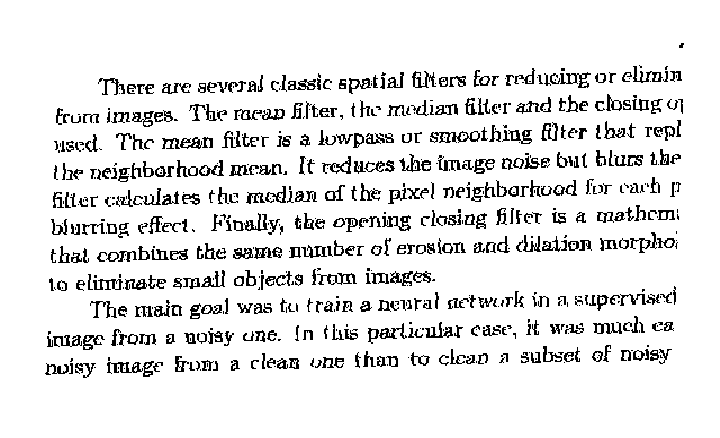 There are several classic spatial filters for reducing or elimin
from images. The mean filter, the median filter and the closing op
used. The mean filter is a lowpass or smoothing filter that repl
the neighborhood mean. It reduces the image noise but blurs the
filter calculates the median of the pixel neighborhood for each p
blurring effect. Finally, the opening closing filter is a mathem
that combines the same number of erosion and dilation morpho
to eliminate small objects from images.
The main goal was to train a neural network in a supervised
image from a noisy one. In this particular case, it was much ea
noisy image from a clean one than to clean a subset of noisy